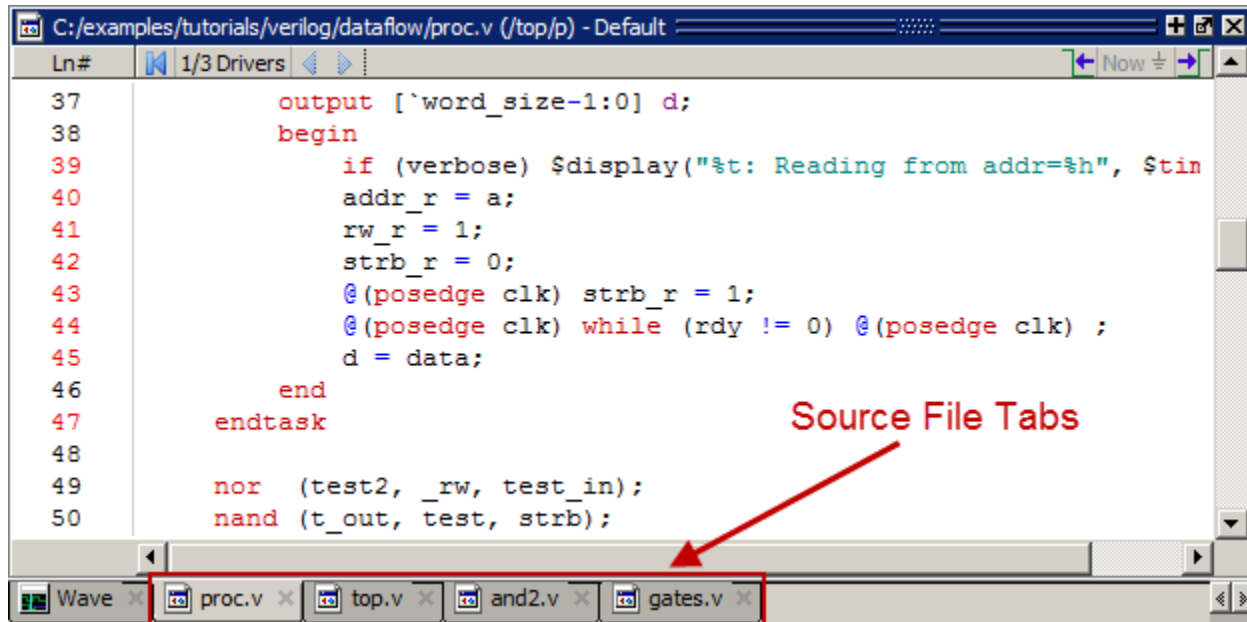 C:/examples/tutorials/verilog/dataflow/proc.v (/top/p) - Default
Ln# 1/3 Drivers Now
37 output [`word_size-1:0] d;
38 begin
39 if (verbose) $display("%t: Reading from addr=%h", $tim
40 addr_r = a;
41 rw_r = 1;
42 strb_r = 0;
43 @(posedge clk) strb_r = 1;
44 @(posedge clk) while (rdy != 0) @(posedge clk) ;
45 d = data;
46 end
47 endtask
Source File Tabs
48
49 nor (test2, _rw, test_in);
50 nand (t_out, test, strb);
Wave proc.v top.v and2.v gates.v